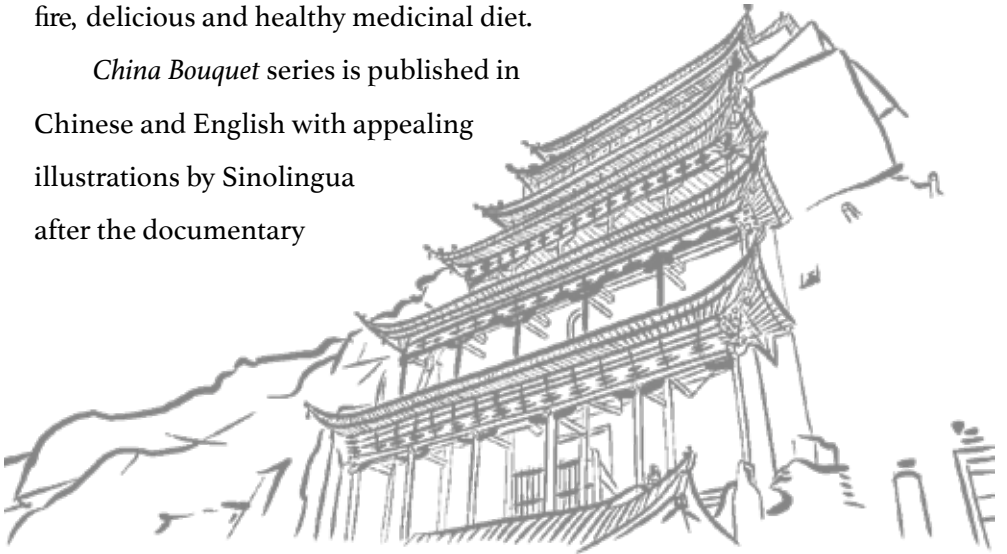 fire, delicious and healthy medicinal diet.
China Bouquet series is published in
Chinese and English with appealing
illustrations by Sinolingua
after the documentary